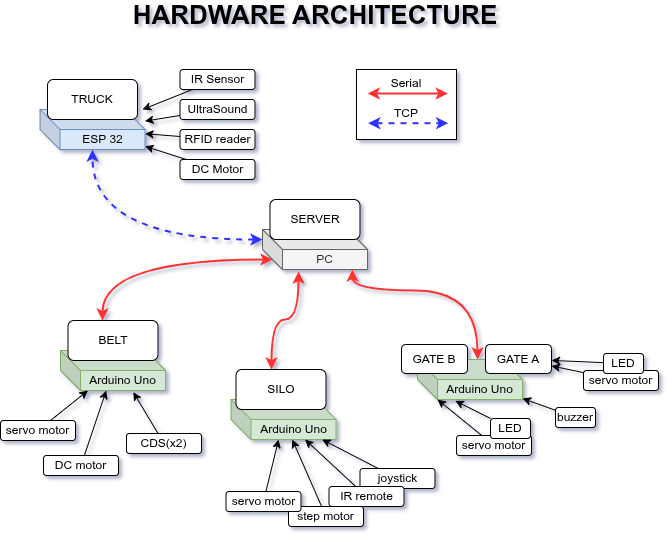 HARDWARE ARCHITECTURE
IR Sensor
TRUCK
UltraSound
ESP 32
RFID reader
DC Motor
Serial
TCP
SERVER
PC
BELT
Arduino Uno
servo motor
DC motor
CDS(x2)
SILO
Arduino Uno
servo motor
step motor
IR remote
joystick
GATE B
GATE A
Arduino Uno
LED
servo motor
buzzer
LED
servo motor